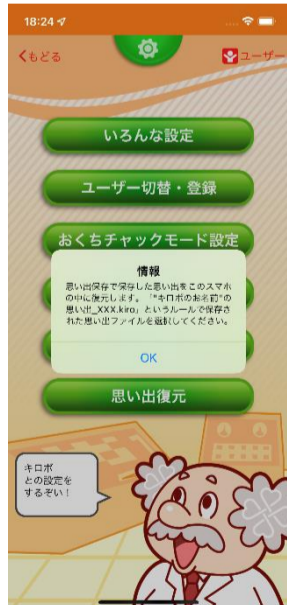 18:24
もどる
ユーザー
いろんな設定
ユーザー切替・登録
おくちチャックモード設定
情報
思い出保存で保存した思い出をこのスマホ
の中に復元します。「"キロボのお名前"の
思い出_XXX.kiro」というルールで保存さ
れた思い出ファイルを選択してください。
OK
思い出復元
キロボ
との設定を
するぞい！